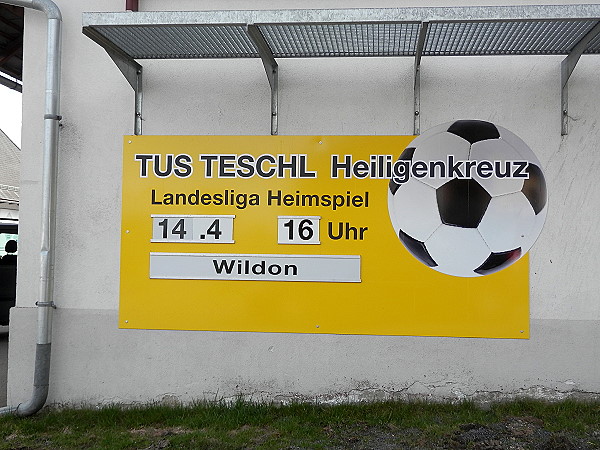 TUS TESCHL Heiligenkreuz
Landesliga Heimspiel
14 .4 16 Uhr
Wildon